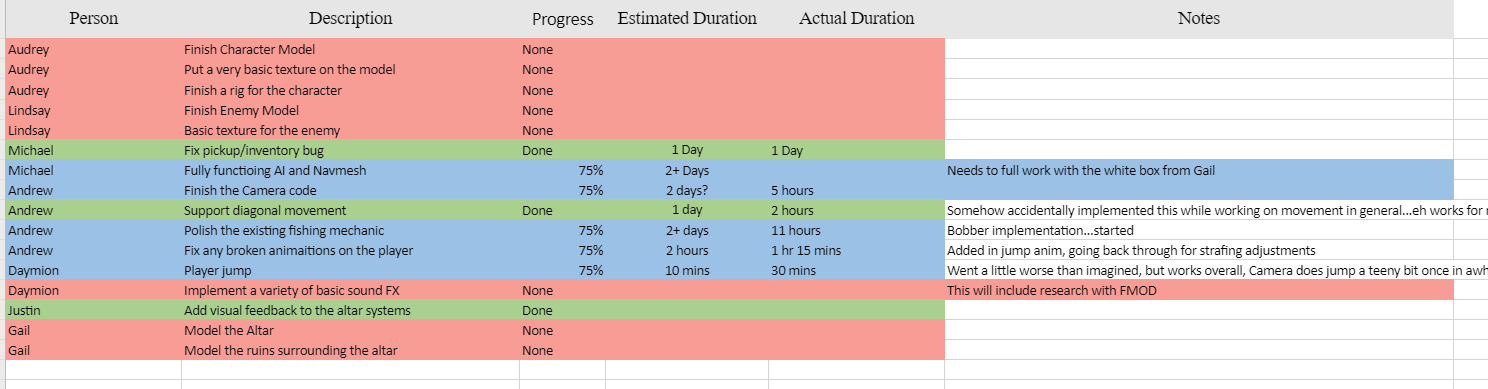 Person Description Progress Estimated Duration Actual Duration Notes
Audrey Finish Character Model None
Audrey Put a very basic texture on the model None
Audrey Finish a rig for the character None
Lindsay Finish Enemy Model None
Lindsay Basic texture for the enemy None
Michael Fix pickup/inventory bug Done 1 Day 1 Day
Michael Fully functioing AI and Navmesh 75% 2+ Days Needs to full work with the white box from Gail
Andrew Finish the Camera code 75% 2 days? 5 hours
Andrew Support diagonal movement Done 1 day 2 hours Somehow accidentally implemented this while working on movement in general...eh works for
Andrew Polish the existing fishing mechanic 75% 2+ days 11 hours Bobber implementation...started
Andrew Fix any broken animaitions on the player 75% 2 hours 1 hr 15 mins Added in jump anim, going back through for strafing adjustments
Daymion Player jump 75% 10 mins 30 mins Went a little worse than imagined, but works overall, Camera does jump a teeny bit once in
Daymion Implement a variety of basic sound FX None This will include research with FMOD
Justin Add visual feedback to the altar systems Done
Gail Model the Altar None
Gail Model the ruins surrounding the altar None